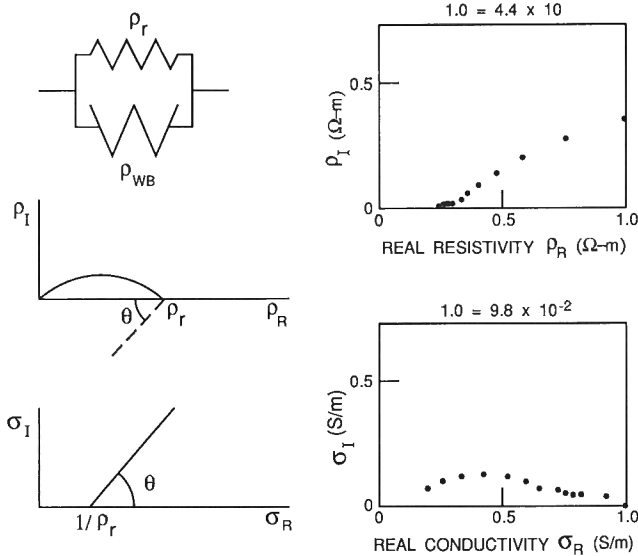 ρr
ρWB
ρI
θ
ρr
ρR
σI
θ
1/ρr
σR
1.0 = 4.4 x 10
0.5
ρI (Ω–m)
0
0
0.5
1.0
REAL RESISTIVITY ρR (Ω–m)
1.0 = 9.8 x 10-2
0.5
σI (S/m)
0
0
0.5
1.0
REAL CONDUCTIVITY σR (S/m)